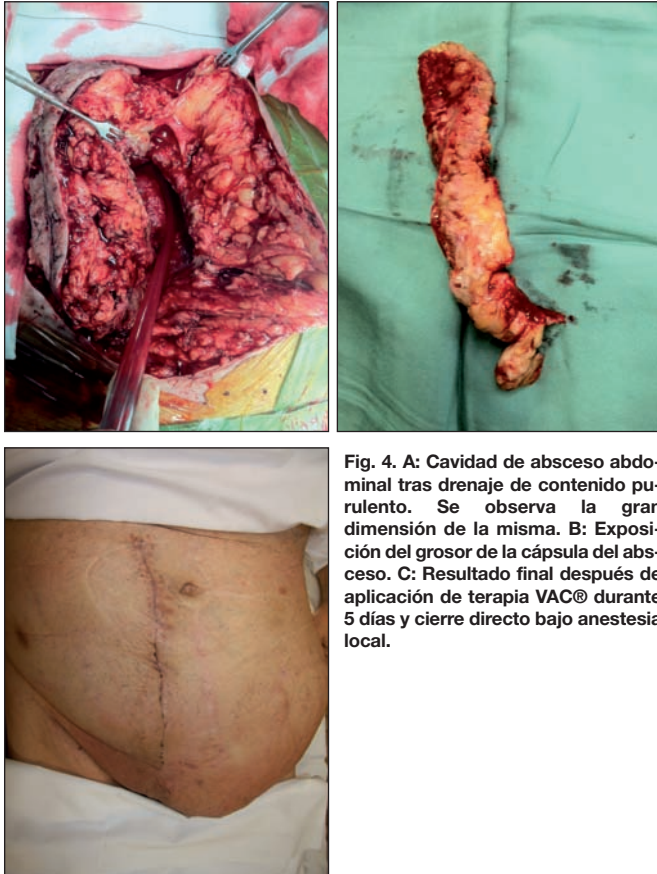 Fig. 4. A: Cavidad de absceso abdo-
minal tras drenaje de contenido pu-
rulento. Se observa la gran
dimensión de la misma. B: Exposi-
ción del grosor de la cápsula del abs-
ceso. C: Resultado final después de
aplicación de terapia VAC® durante
5 días y cierre directo bajo anestesia
local.